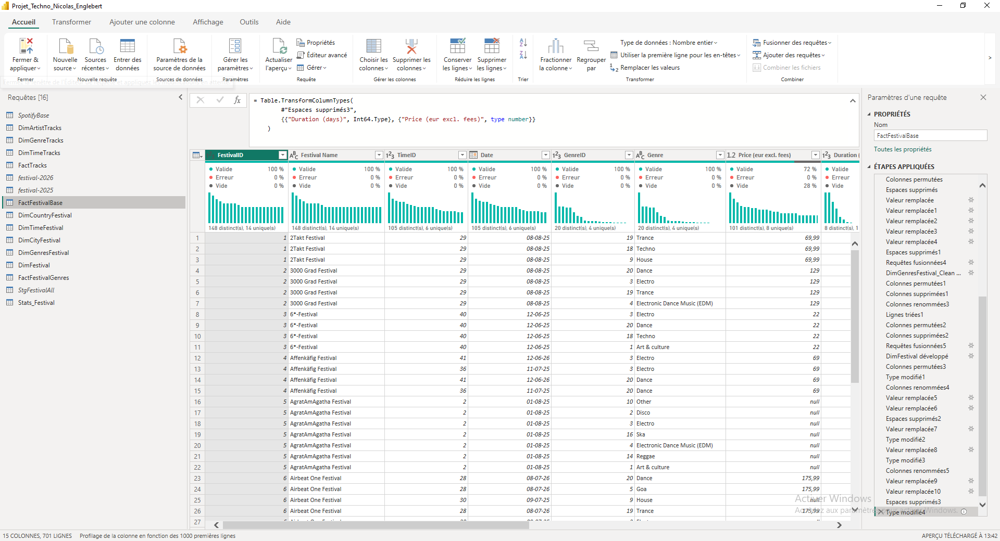 Projet_Techno_Nicolas_Englebert
Accueil Transformer Ajouter une colonne Affichage Outils Aide
Fermer & appliquer
Nouvelle source
Sources récentes
Entrer des données
Paramètres de la source de données
Gérer les paramètres
Actualiser l'aperçu
Propriétés
Éditeur avancé
Gérer
Choisir les colonnes
Supprimer les colonnes
Conserver les lignes
Supprimer les lignes
Fractionner la colonne
Regrouper par
Type de données : Nombre entier
Utiliser la première ligne pour les en-têtes
Remplacer les valeurs
Fusionner des requêtes
Ajouter des requêtes
Combiner les fichiers
Fermer Nouvelle requête Sources de données Paramètres Requête Gérer les colonnes Réduire les lignes Trier Transformer Combiner
Requêtes [16]
SpotifyBase
DimArtistTracks
DimGenreTracks
DimTimeTracks
FactTracks
festival-2026
festival-2025
FactFestivalBase
DimCountryFestival
DimTimeFestival
DimCityFestival
DimGenresFestival
DimFestival
FactFestivalGenres
StgFestivalAll
Stats_Festival
fx
= Table.TransformColumnTypes(
#"Espaces supprimés3",
{{"Duration (days)", Int64.Type}, {"Price (eur excl. fees)", type number}}
)
FestivalID ABC Festival Name 123 TimeID Date 123 GenreID ABC Genre 1.2 Price (eur excl. fees) 123 Duration (
Valide 100 % Valide 100 % Valide 100 % Valide 100 % Valide 100 % Valide 100 % Valide 72 % Valide
Erreur 0 % Erreur 0 % Erreur 0 % Erreur 0 % Erreur 0 % Erreur 0 % Erreur 0 % Erreur
Vide 0 % Vide 0 % Vide 0 % Vide 0 % Vide 0 % Vide 0 % Vide 28 % Vide
148 distinct(s), 14 unique(s) 148 distinct(s), 14 unique(s) 105 distinct(s), 6 unique(s) 105 distinct(s), 6 unique(s) 20 distinct(s), 4 unique(s) 20 distinct(s), 4 unique(s) 101 distinct(s), 8 unique(s) 8 distinct(s), 1
1 1 2Takt Festival 29 08-08-25 19 Trance 69,99
2 1 2Takt Festival 29 08-08-25 18 Techno 69,99
3 1 2Takt Festival 29 08-08-25 9 House 69,99
4 2 3000 Grad Festival 29 08-08-25 20 Dance 129
5 2 3000 Grad Festival 29 08-08-25 3 Electro 129
6 2 3000 Grad Festival 29 08-08-25 19 Trance 129
7 2 3000 Grad Festival 29 08-08-25 4 Electronic Dance Music (EDM) 129
8 3 6*-Festival 40 12-06-25 3 Electro 22
9 3 6*-Festival 40 12-06-25 20 Dance 22
10 3 6*-Festival 40 12-06-25 18 Techno 22
11 3 6*-Festival 40 12-06-25 1 Art & culture 22
12 4 Affenkäfig Festival 41 12-06-26 3 Electro 69
13 4 Affenkäfig Festival 36 11-07-25 3 Electro 69
14 4 Affenkäfig Festival 41 12-06-26 20 Dance 69
15 4 Affenkäfig Festival 36 11-07-25 20 Dance 69
16 5 AgratAmAgatha Festival 2 01-08-25 10 Other null
17 5 AgratAmAgatha Festival 2 01-08-25 2 Disco null
18 5 AgratAmAgatha Festival 2 01-08-25 3 Electro null
19 5 AgratAmAgatha Festival 2 01-08-25 16 Ska null
20 5 AgratAmAgatha Festival 2 01-08-25 4 Electronic Dance Music (EDM) null
21 5 AgratAmAgatha Festival 2 01-08-25 14 Reggae null
22 5 AgratAmAgatha Festival 2 01-08-25 1 Art & culture null
23 6 Airbeat One Festival 28 08-07-26 20 Dance 175,99
24 6 Airbeat One Festival 28 08-07-26 5 Goa 175,99
25 6 Airbeat One Festival 30 09-07-25 9 House null
26 6 Airbeat One Festival 28 08-07-26 19 Trance 175,99
27
Paramètres d'une requête
PROPRIÉTÉS
Nom
FactFestivalBase
Toutes les propriétés
ÉTAPES APPLIQUÉES
Colonnes permutées
Espaces supprimés
Valeur remplacée
Valeur remplacée1
Valeur remplacée2
Valeur remplacée3
Valeur remplacée4
Espaces supprimés1
Requêtes fusionnées4
DimGenresFestival_Clean ...
Colonnes permutées1
Colonnes supprimées1
Colonnes renommées3
Lignes triées1
Colonnes permutées2
Colonnes supprimées2
Requêtes fusionnées5
DimFestival développé
Colonnes permutées3
Type modifié1
Colonnes renommées4
Valeur remplacée5
Valeur remplacée6
Espaces supprimés2
Valeur remplacée7
Type modifié2
Valeur remplacée8
Type modifié3
Colonnes renommées5
Valeur remplacée9
Valeur remplacée10
Espaces supprimés3
Type modifié4
Activer Windows
15 COLONNES, 701 LIGNES Profilage de la colonne en fonction des 1000 premières lignes
APERÇU TÉLÉCHARGÉ À 13:42